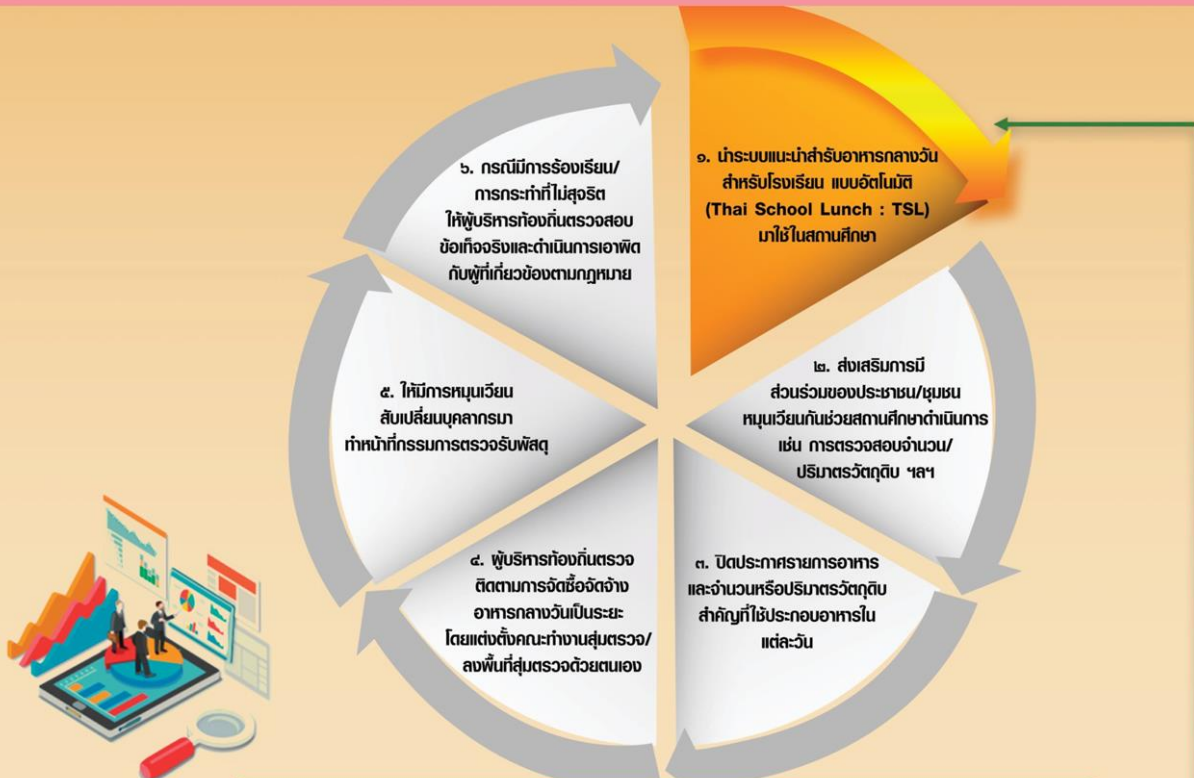 ๑. นำระบบแนะนำสำรับอาหารกลางวัน
สำหรับโรงเรียน แบบอัตโนมัติ
(Thai School Lunch : TSL)
มาใช้ในสถานศึกษา
๒. ส่งเสริมการมี
ส่วนร่วมของประชาชน/ชุมชน
หมุนเวียนกันช่วยสถานศึกษาดำเนินการ
เช่น การตรวจสอบจำนวน/
ปริมาตรวัตถุดิบ ฯลฯ
๓. ปิดประกาศรายการอาหาร
และจำนวนหรือปริมาตรวัตถุดิบ
สำคัญที่ใช้ประกอบอาหารใน
แต่ละวัน
๔. ผู้บริหารท้องถิ่นตรวจ
ติดตามการจัดซื้อจัดจ้าง
อาหารกลางวันเป็นระยะ
โดยแต่งตั้งคณะทำงานสุ่มตรวจ/
ลงพื้นที่สุ่มตรวจด้วยตนเอง
๕. ให้มีการหมุนเวียน
สับเปลี่ยนบุคลากรมา
ทำหน้าที่กรรมการตรวจรับพัสดุ
๖. กรณีมีการร้องเรียน/
การกระทำที่ไม่สุจริต
ให้ผู้บริหารท้องถิ่นตรวจสอบ
ข้อเท็จจริงและดำเนินการเอาผิด
กับผู้ที่เกี่ยวข้องตามกฎหมาย